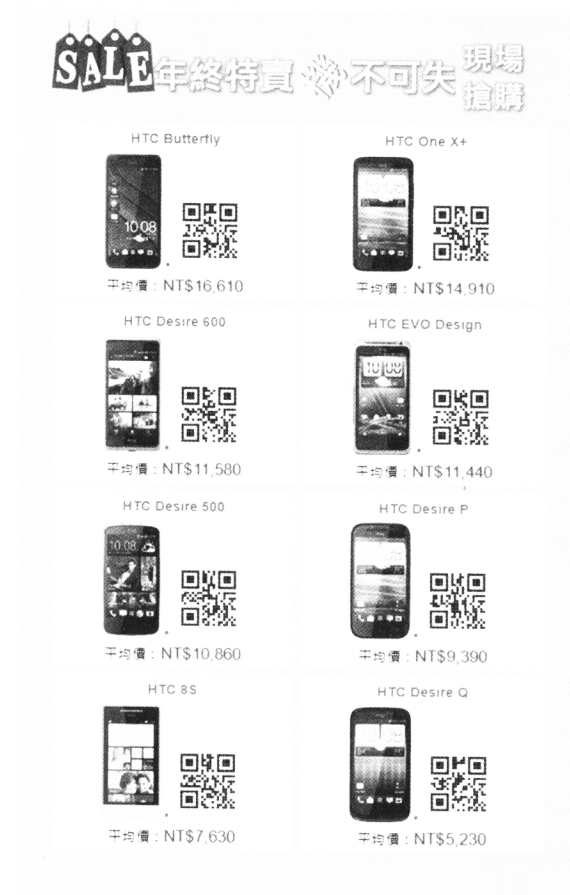 SALE 年終特賣 不可失 現場搶購
HTC Butterfly
10:08
平均價：NT$16,610
HTC One X+
平均價：NT$14,910
HTC Desire 600
平均價：NT$11,580
HTC EVO Design
10 08
平均價：NT$11,440
HTC Desire 500
10:08
平均價：NT$10,860
HTC Desire P
平均價：NT$9,390
HTC 8S
平均價：NT$7,630
HTC Desire Q
平均價：NT$5,230